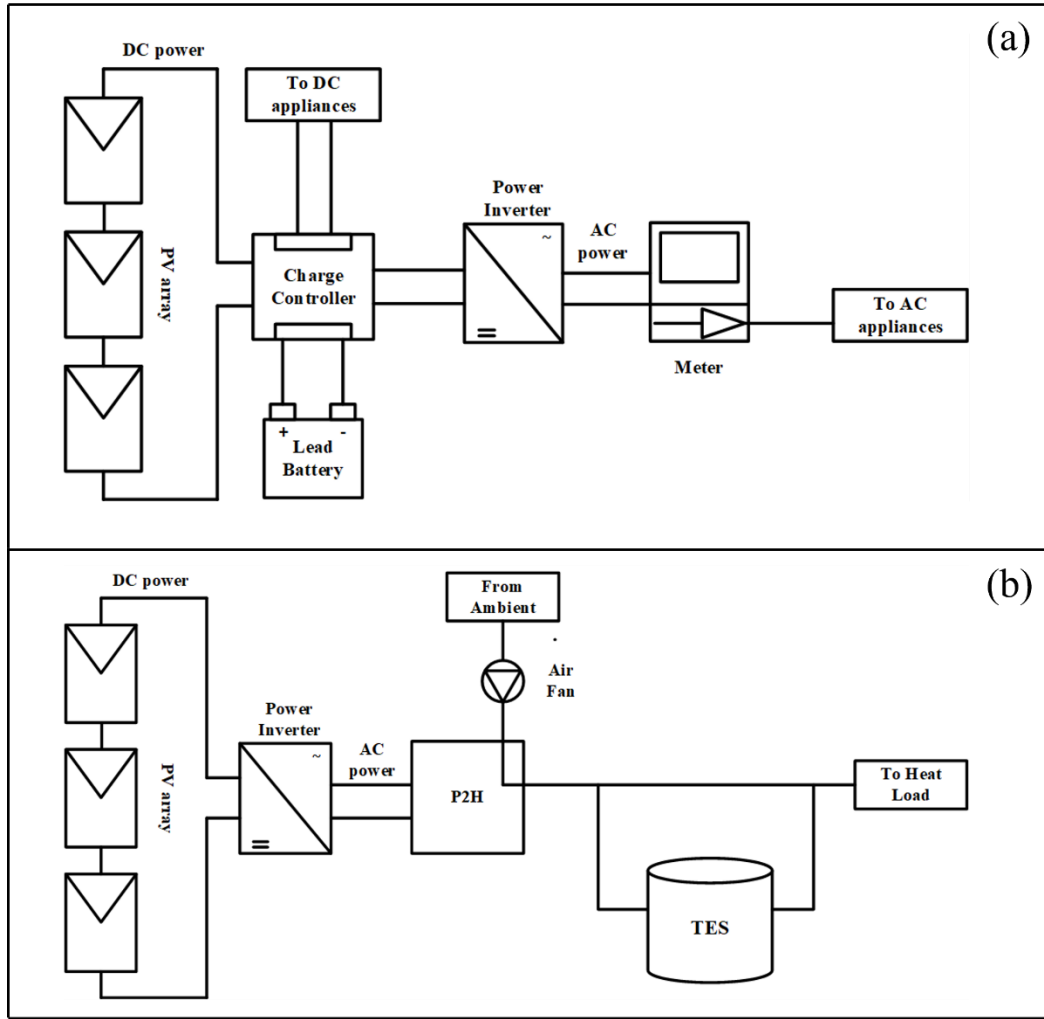 (a)
DC power
To DC
appliances
PV array
Charge
Controller
Power
Inverter
~
=
AC
power
Meter
To AC
appliances
+ -
Lead
Battery
(b)
DC power
From
Ambient
Air
Fan
PV array
Power
Inverter
~
=
AC
power
P2H
To Heat
Load
TES